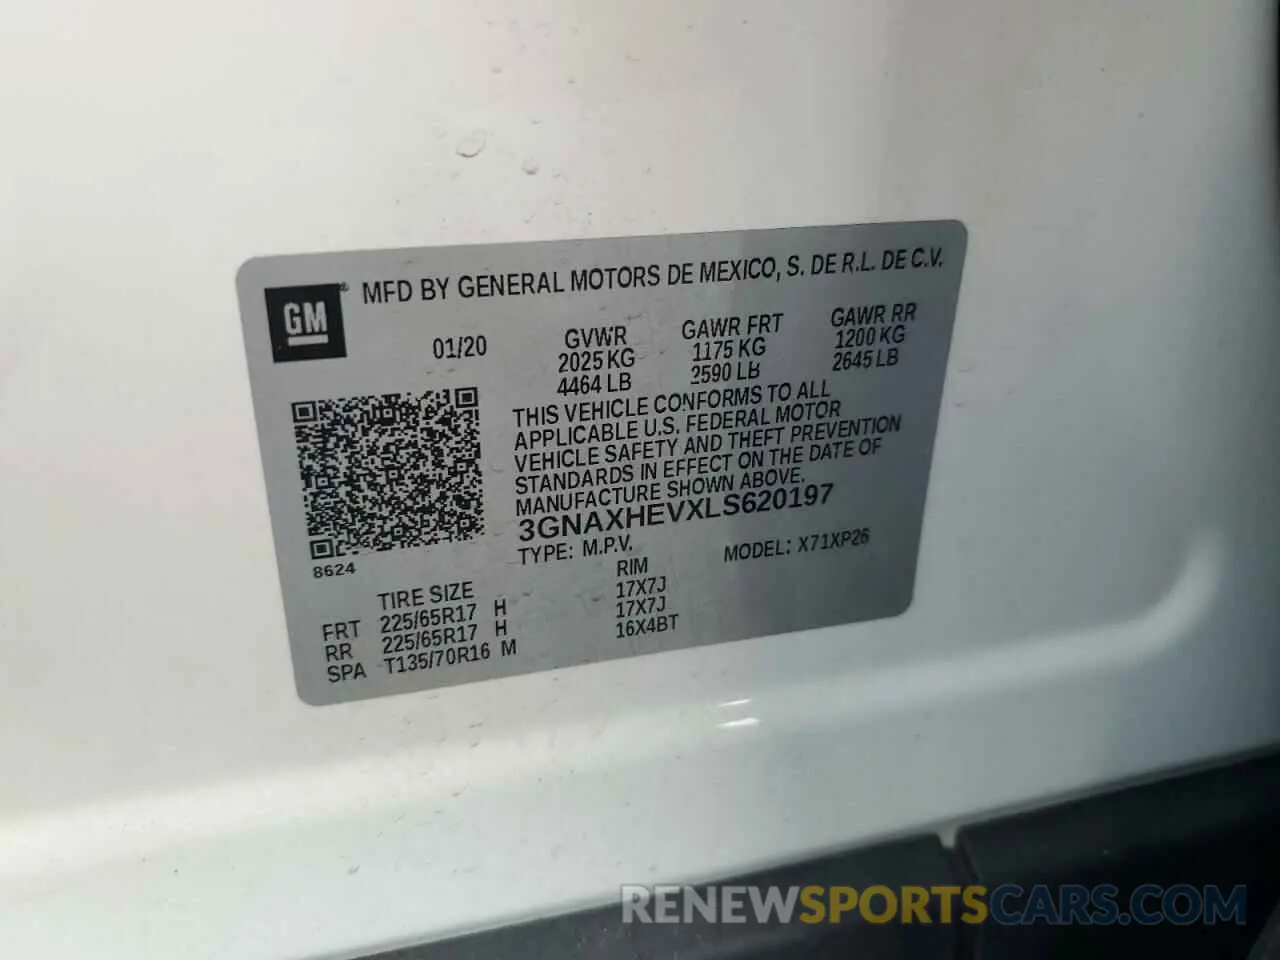 GM
MFD BY GENERAL MOTORS DE MEXICO, S. DE R.L. DE C.V.
01/20 GVWR GAWR FRT GAWR RR
2025 KG 1175 KG 1200 KG
4464 LB 2590 LB 2645 LB
THIS VEHICLE CONFORMS TO ALL
APPLICABLE U.S. FEDERAL MOTOR
VEHICLE SAFETY AND THEFT PREVENTION
STANDARDS IN EFFECT ON THE DATE OF
MANUFACTURE SHOWN ABOVE.
3GNAXHEVXLS620197
TYPE: M.P.V. MODEL: X71XP26
8624
TIRE SIZE RIM
FRT 225/65R17 H 17X7J
RR 225/65R17 H 17X7J
SPA T135/70R16 M 16X4BT
RENEWSPORTSCARS.COM